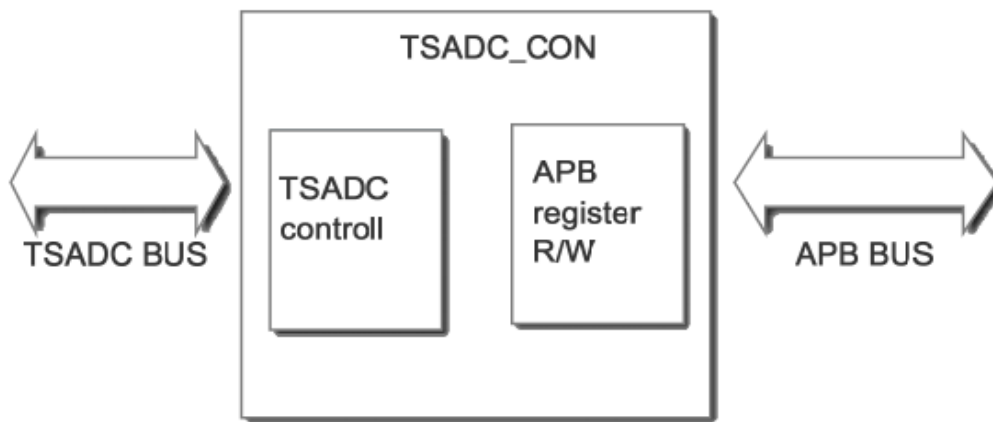 TSADC_CON
TSADC
controll
APB
register
R/W
TSADC BUS
APB BUS